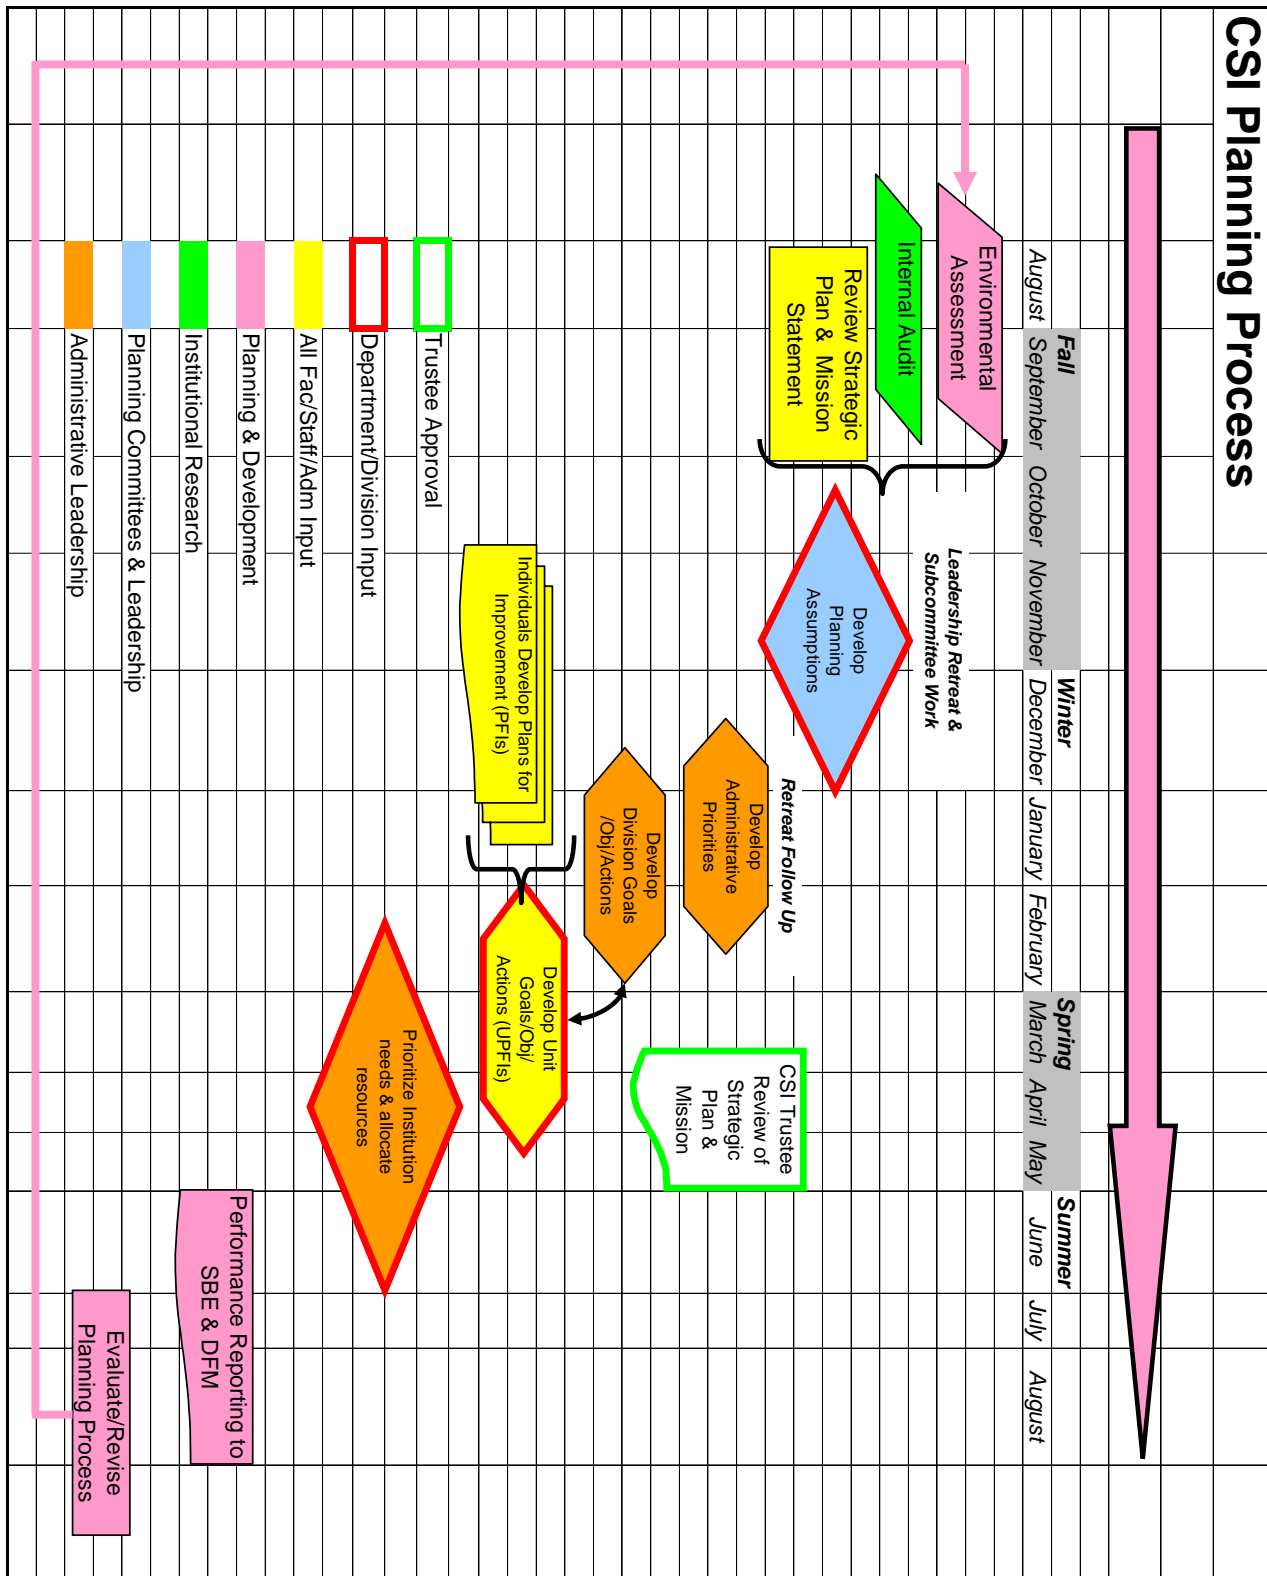 CSI Planning Process
Fall
Winter
Spring
Summer
August
September
October
November
December
January
February
March
April
May
June
July
August
Environmental
Assessment
Internal Audit
Review Strategic
Plan & Mission
Statement
Leadership Retreat &
Subcommittee Work
Develop
Planning
Assumptions
Retreat Follow Up
Develop
Administrative
Priorities
Develop
Division Goals
/Obj/Actions
CSI Trustee
Review of
Strategic
Plan &
Mission
Individuals Develop Plans for
Improvement (PFIs)
Develop Unit
Goals/Obj/
Actions (UPFIs)
Prioritize Institution
needs & allocate
resources
Performance Reporting to
SBE & DFM
Evaluate/Revise
Planning Process
Trustee Approval
Department/Division Input
All Fac/Staff/Adm Input
Planning & Development
Institutional Research
Planning Committees & Leadership
Administrative Leadership